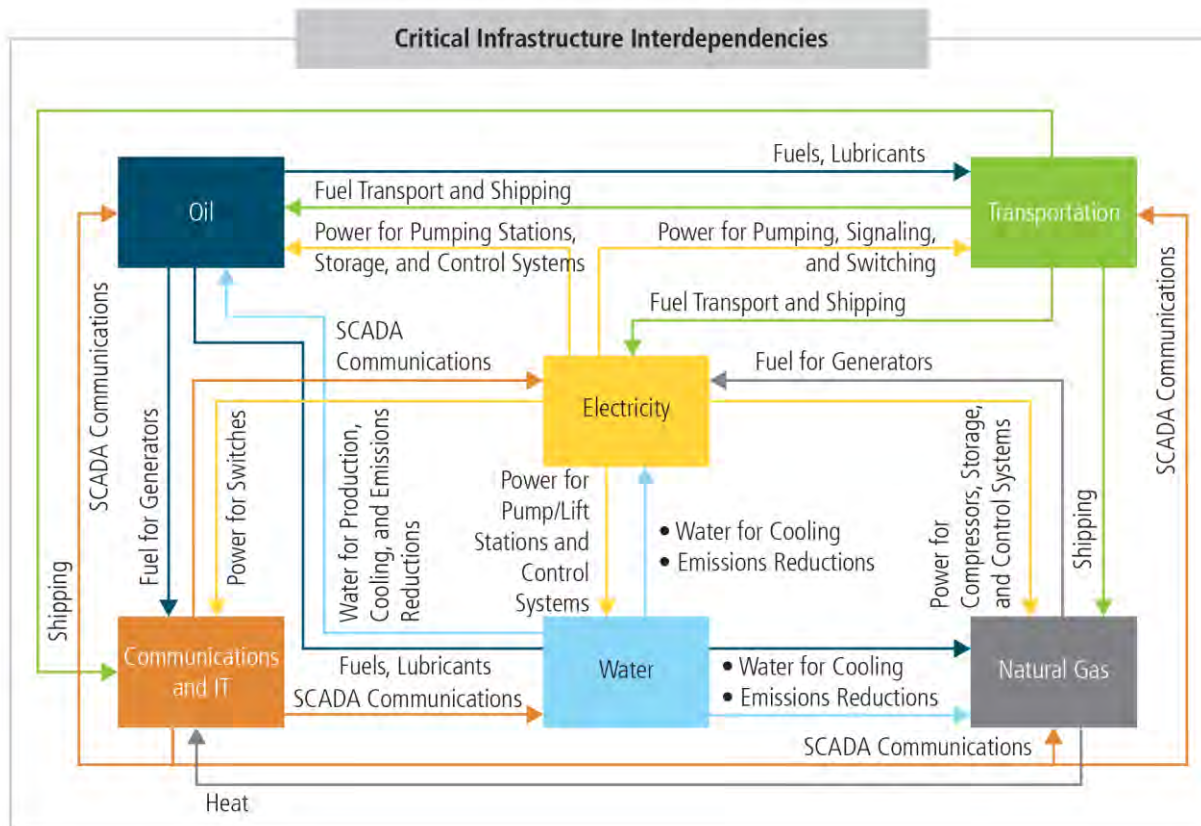 Critical Infrastructure Interdependencies
Fuels, Lubricants
Fuel Transport and Shipping
Oil
Transportation
Power for Pumping Stations,
Storage, and Control Systems
Power for Pumping, Signaling,
and Switching
Fuel Transport and Shipping
SCADA
Communications
Fuel for Generators
Electricity
SCADA Communications
Fuel for Generators
Power for Switches
Water for Production,
Cooling, and Emissions
Reductions
Power for
Pump/Lift
Stations and
Control
Systems
• Water for Cooling
• Emissions Reductions
Power for
Compressors, Storage,
and Control Systems
Shipping
SCADA Communications
Shipping
Communications
and IT
Fuels, Lubricants
SCADA Communications
Water
• Water for Cooling
• Emissions Reductions
Natural Gas
SCADA Communications
Heat